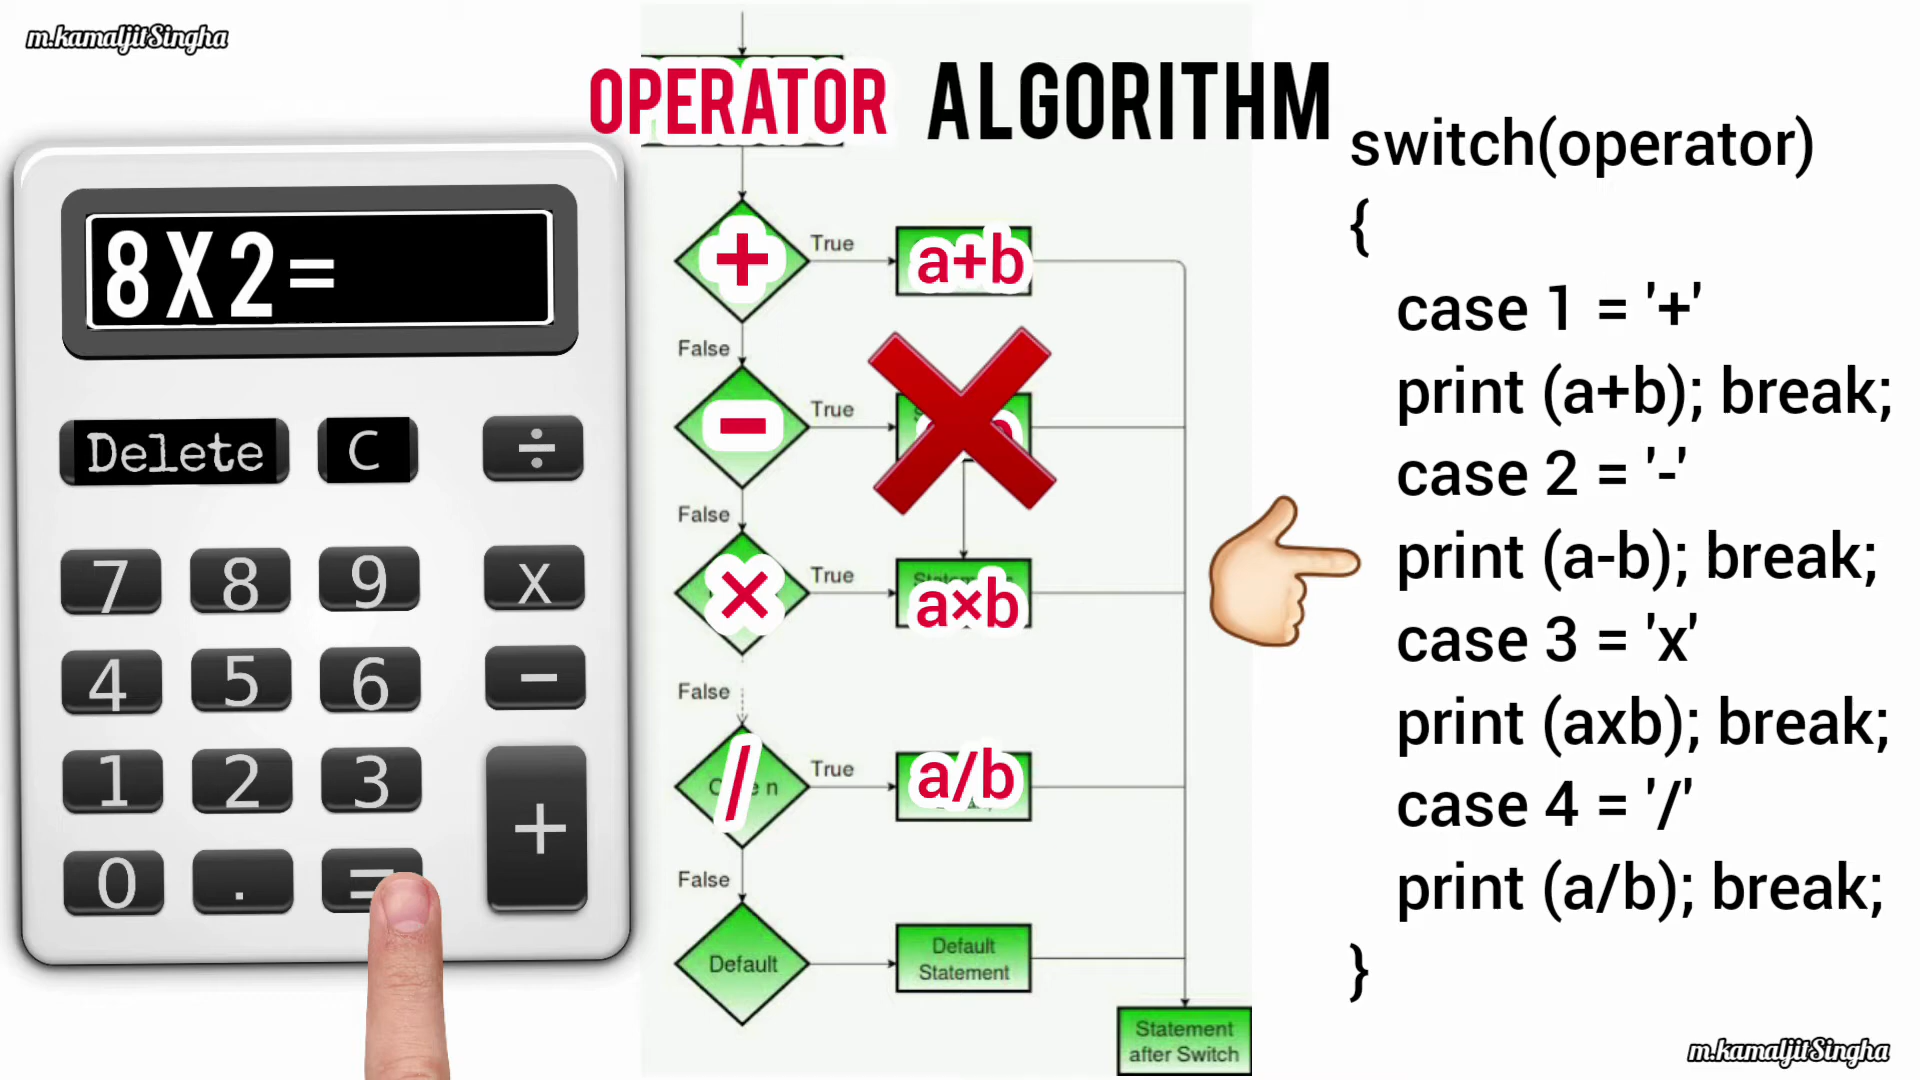 m.kamaljitSingha
OPERATOR ALGORITHM
8X2=
Delete C ÷
7 8 9 X
4 5 6 −
1 2 3
0 . = +
+ True a+b
False
− True
False
× True a×b
False
/ n True a/b
False
Default Default
Statement
Statement
after Switch
switch(operator)
{
case 1 = '+'
print (a+b); break;
case 2 = '-'
print (a-b); break;
case 3 = 'x'
print (axb); break;
case 4 = '/'
print (a/b); break;
}
m.kamaljitSingha